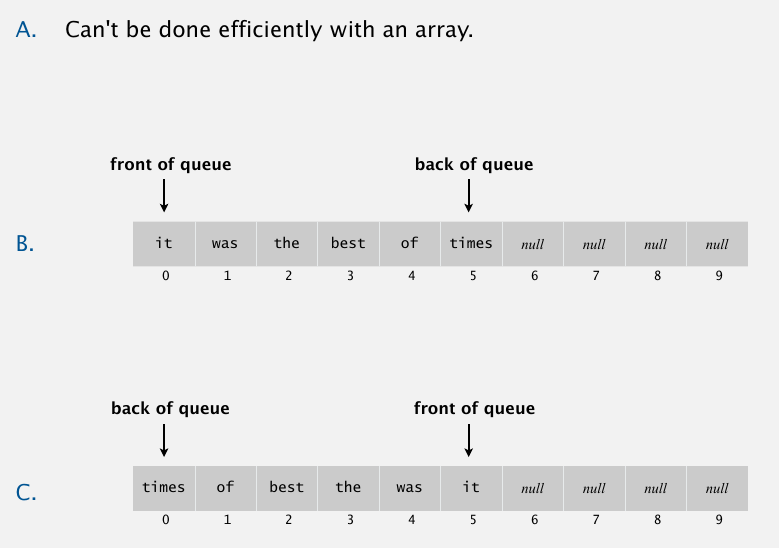 A. Can't be done efficiently with an array.
front of queue back of queue
B. it was the best of times null null null null
0 1 2 3 4 5 6 7 8 9
back of queue front of queue
C. times of best the was it null null null null
0 1 2 3 4 5 6 7 8 9